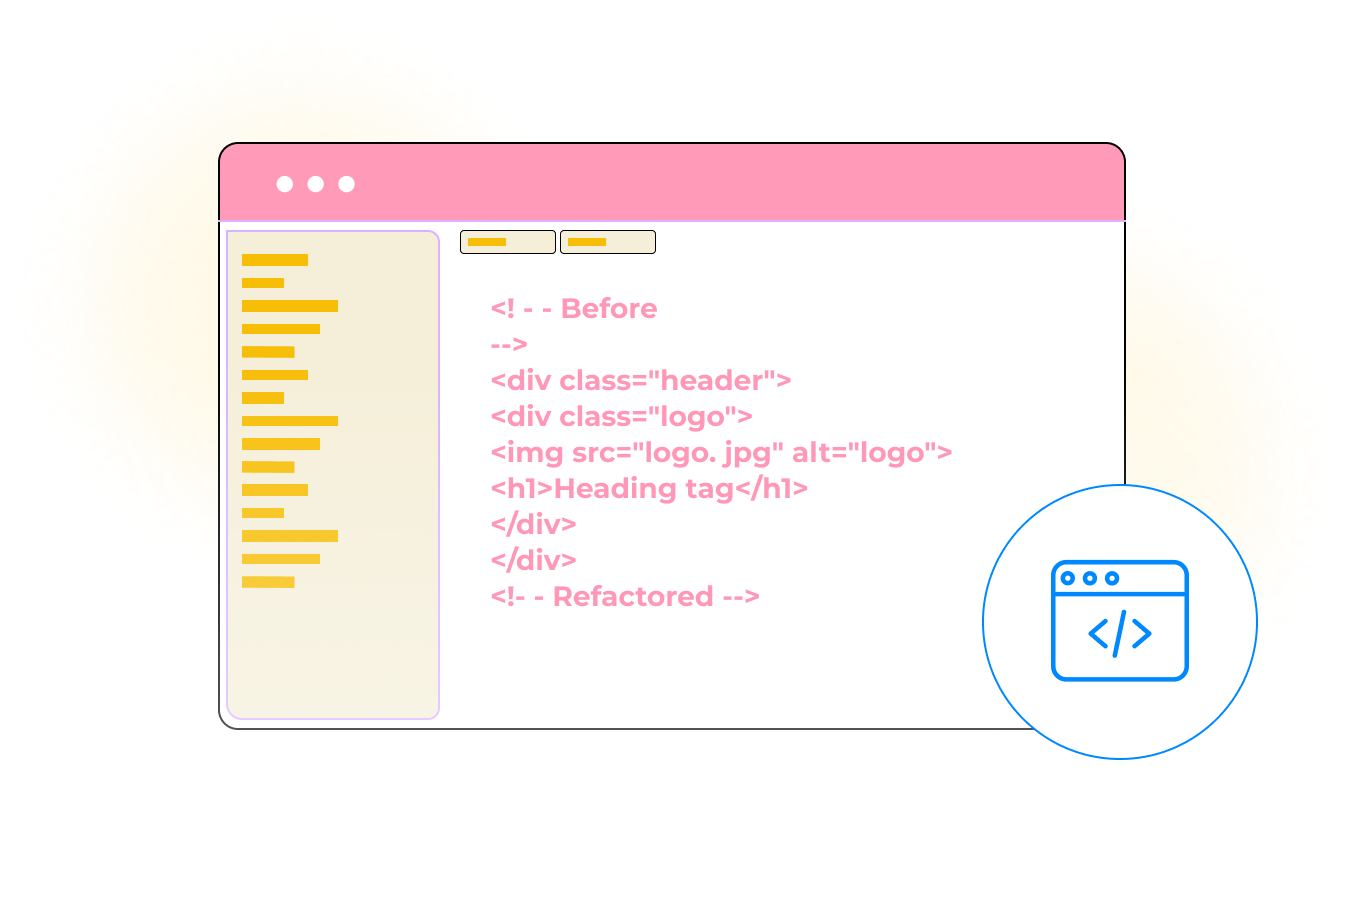 <! - - Before
-->
<div class="header">
<div class="logo">
<img src="logo. jpg" alt="logo">
<h1>Heading tag</h1>
</div>
</div>
<!- - Refactored -->
</>